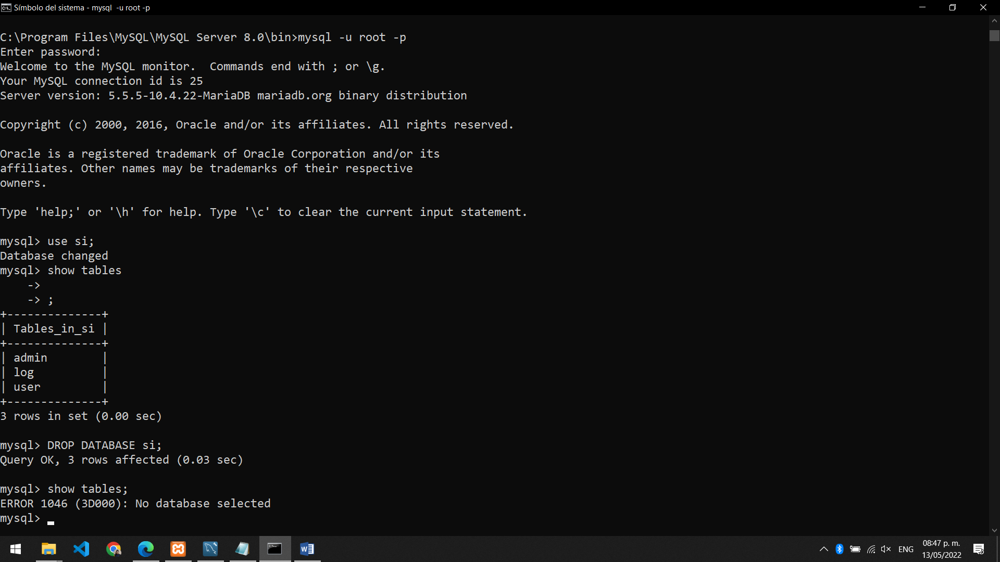 Símbolo del sistema - mysql  -u root -p
C:\Program Files\MySQL\MySQL Server 8.0\bin>mysql -u root -p
Enter password:
Welcome to the MySQL monitor.  Commands end with ; or \g.
Your MySQL connection id is 25
Server version: 5.5.5-10.4.22-MariaDB mariadb.org binary distribution
Copyright (c) 2000, 2016, Oracle and/or its affiliates. All rights reserved.
Oracle is a registered trademark of Oracle Corporation and/or its
affiliates. Other names may be trademarks of their respective
owners.
Type 'help;' or '\h' for help. Type '\c' to clear the current input statement.
mysql> use si;
Database changed
mysql> show tables
    ->
    -> ;
+--------------+
| Tables_in_si |
+--------------+
| admin        |
| log          |
| user         |
+--------------+
3 rows in set (0.00 sec)
mysql> DROP DATABASE si;
Query OK, 3 rows affected (0.03 sec)
mysql> show tables;
ERROR 1046 (3D000): No database selected
mysql>
ENG
08:47 p. m.
13/05/2022